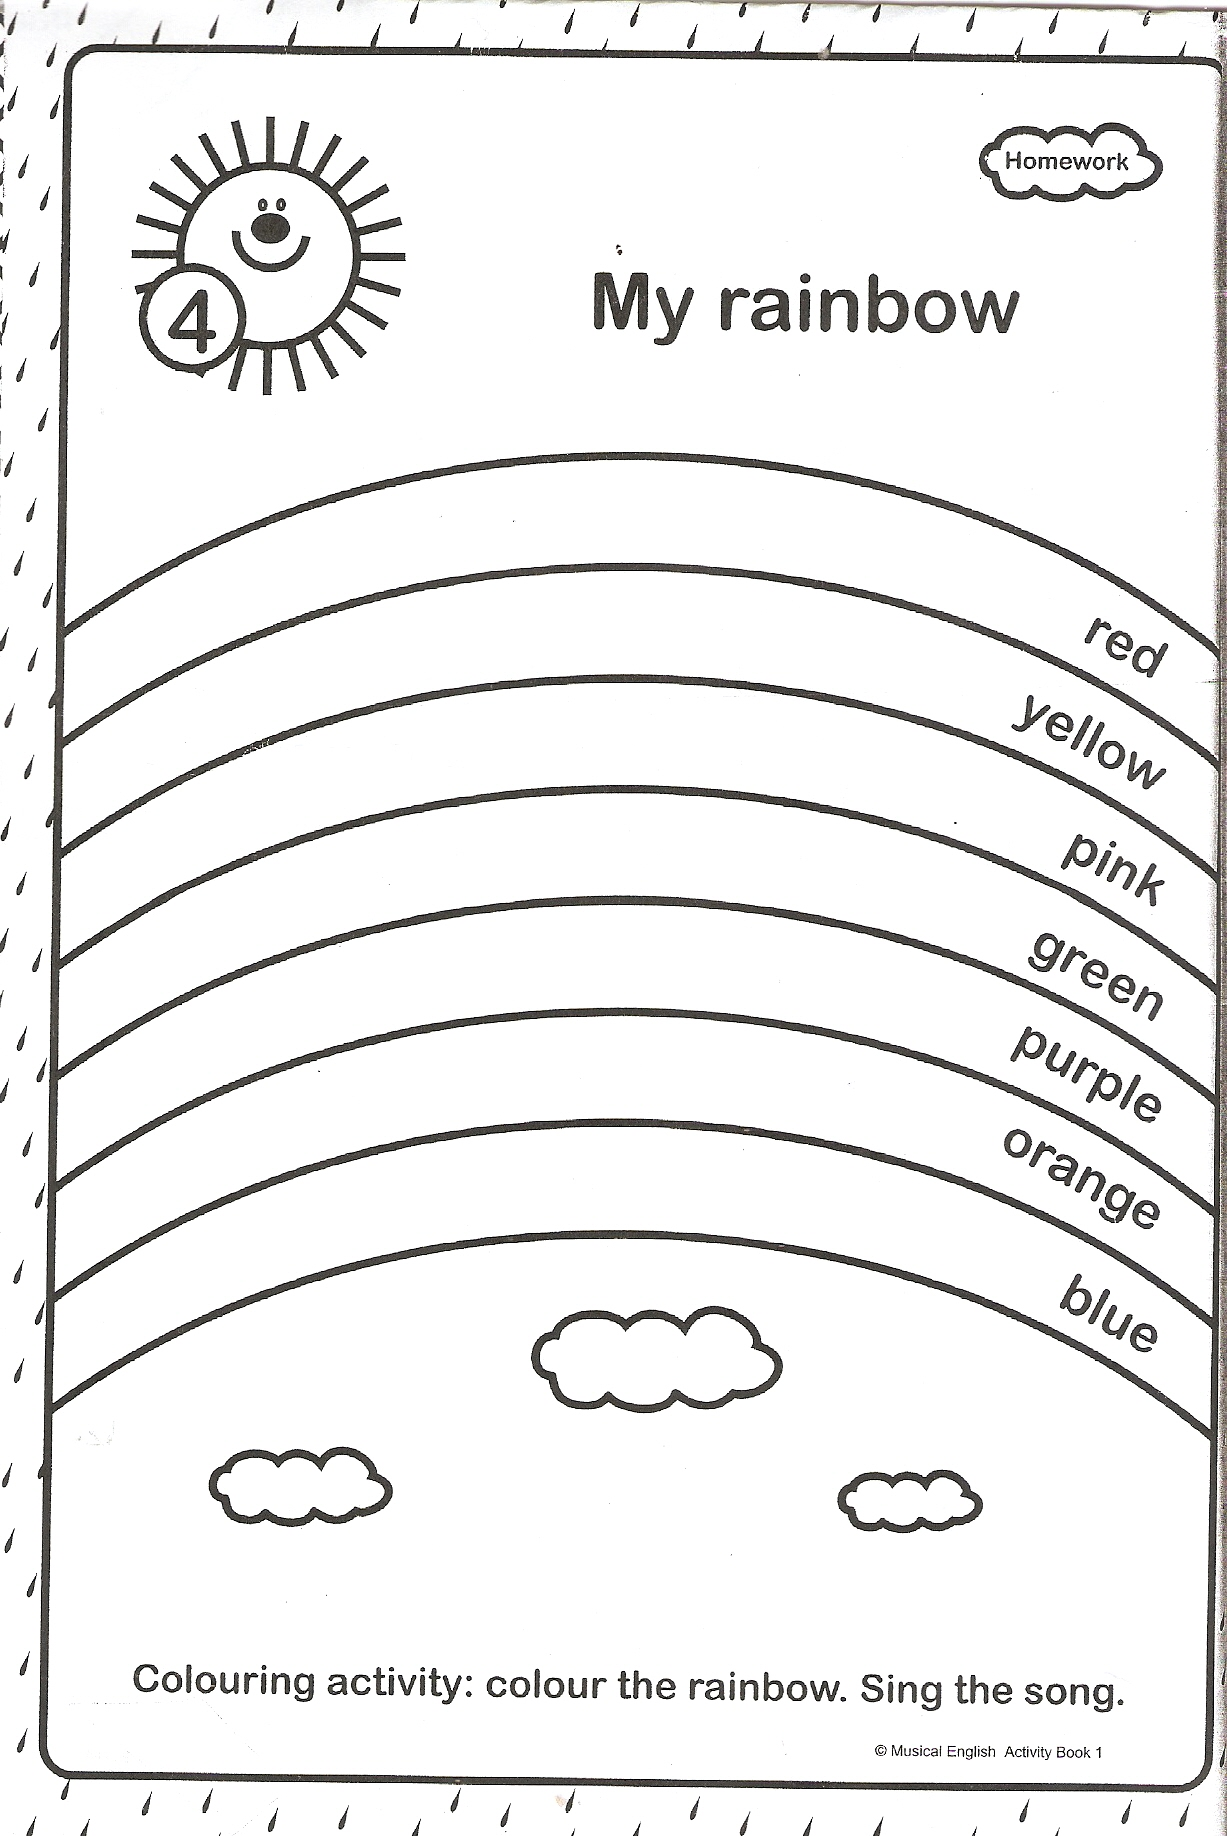 Homework
My rainbow
4
red
yellow
pink
green
purple
orange
blue
Colouring activity: colour the rainbow. Sing the song.
© Musical English Activity Book 1